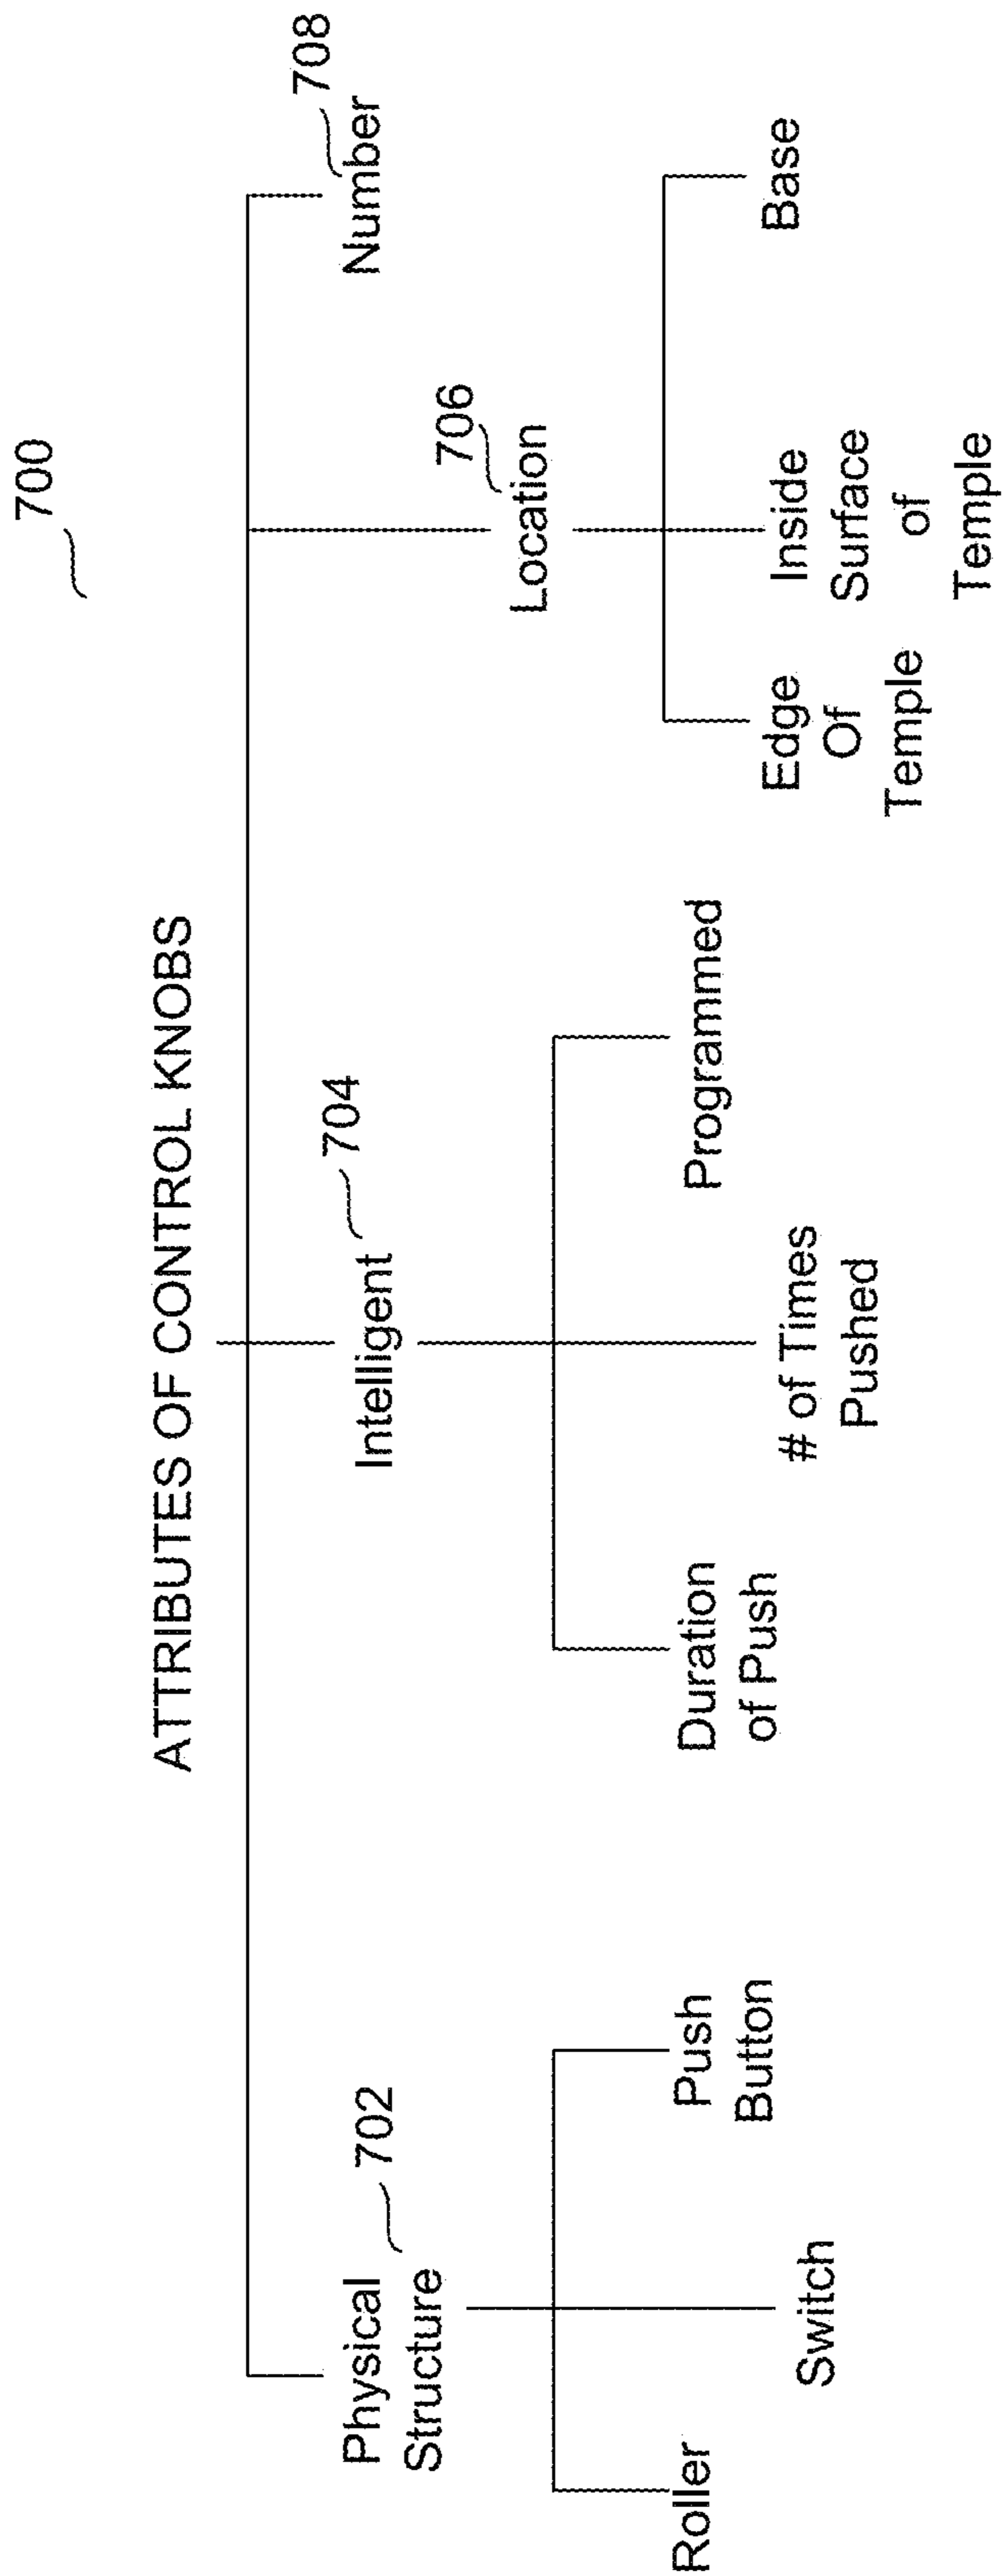 700
ATTRIBUTES OF CONTROL KNOBS
Physical
Structure
702
Intelligent
704
Location
706
Number
708
Roller
Switch
Push
Button
Duration
of Push
# of Times
Pushed
Programmed
Edge
Of
Temple
Inside
Surface
of
Temple
Base